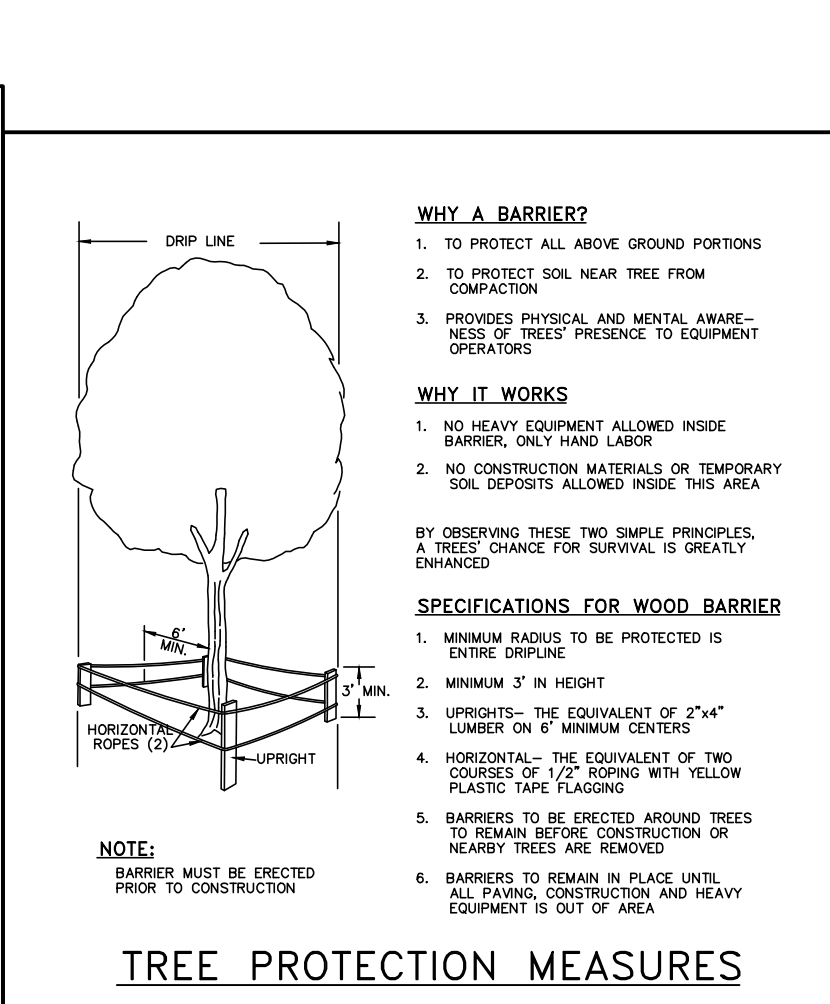 DRIP LINE
6'
MIN.
3' MIN.
HORIZONTAL
ROPES (2)
UPRIGHT
NOTE:
BARRIER MUST BE ERECTED
PRIOR TO CONSTRUCTION
WHY A BARRIER?
1. TO PROTECT ALL ABOVE GROUND PORTIONS
2. TO PROTECT SOIL NEAR TREE FROM
COMPACTION
3. PROVIDES PHYSICAL AND MENTAL AWARE–
NESS OF TREES' PRESENCE TO EQUIPMENT
OPERATORS
WHY IT WORKS
1. NO HEAVY EQUIPMENT ALLOWED INSIDE
BARRIER, ONLY HAND LABOR
2. NO CONSTRUCTION MATERIALS OR TEMPORARY
SOIL DEPOSITS ALLOWED INSIDE THIS AREA
BY OBSERVING THESE TWO SIMPLE PRINCIPLES,
A TREES' CHANCE FOR SURVIVAL IS GREATLY
ENHANCED
SPECIFICATIONS FOR WOOD BARRIER
1. MINIMUM RADIUS TO BE PROTECTED IS
ENTIRE DRIPLINE
2. MINIMUM 3' IN HEIGHT
3. UPRIGHTS– THE EQUIVALENT OF 2"x4"
LUMBER ON 6' MINIMUM CENTERS
4. HORIZONTAL– THE EQUIVALENT OF TWO
COURSES OF 1/2" ROPING WITH YELLOW
PLASTIC TAPE FLAGGING
5. BARRIERS TO BE ERECTED AROUND TREES
TO REMAIN BEFORE CONSTRUCTION OR
NEARBY TREES ARE REMOVED
6. BARRIERS TO REMAIN IN PLACE UNTIL
ALL PAVING, CONSTRUCTION AND HEAVY
EQUIPMENT IS OUT OF AREA
TREE PROTECTION MEASURES